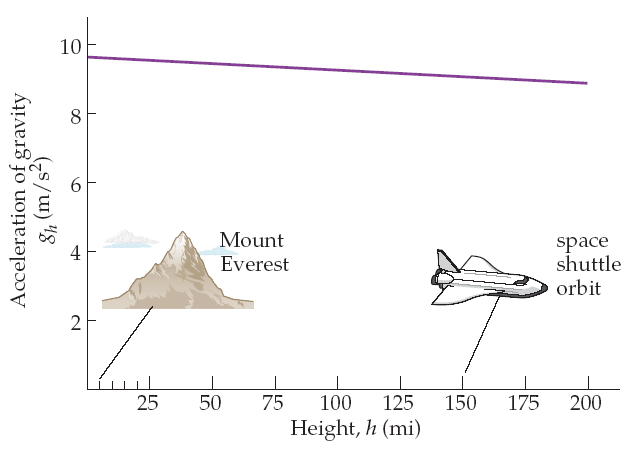 Acceleration of gravity
g_h (m/s²)
10
8
6
4
2
Mount
Everest
space
shuttle
orbit
25 50 75 100 125 150 175 200
Height, h (mi)